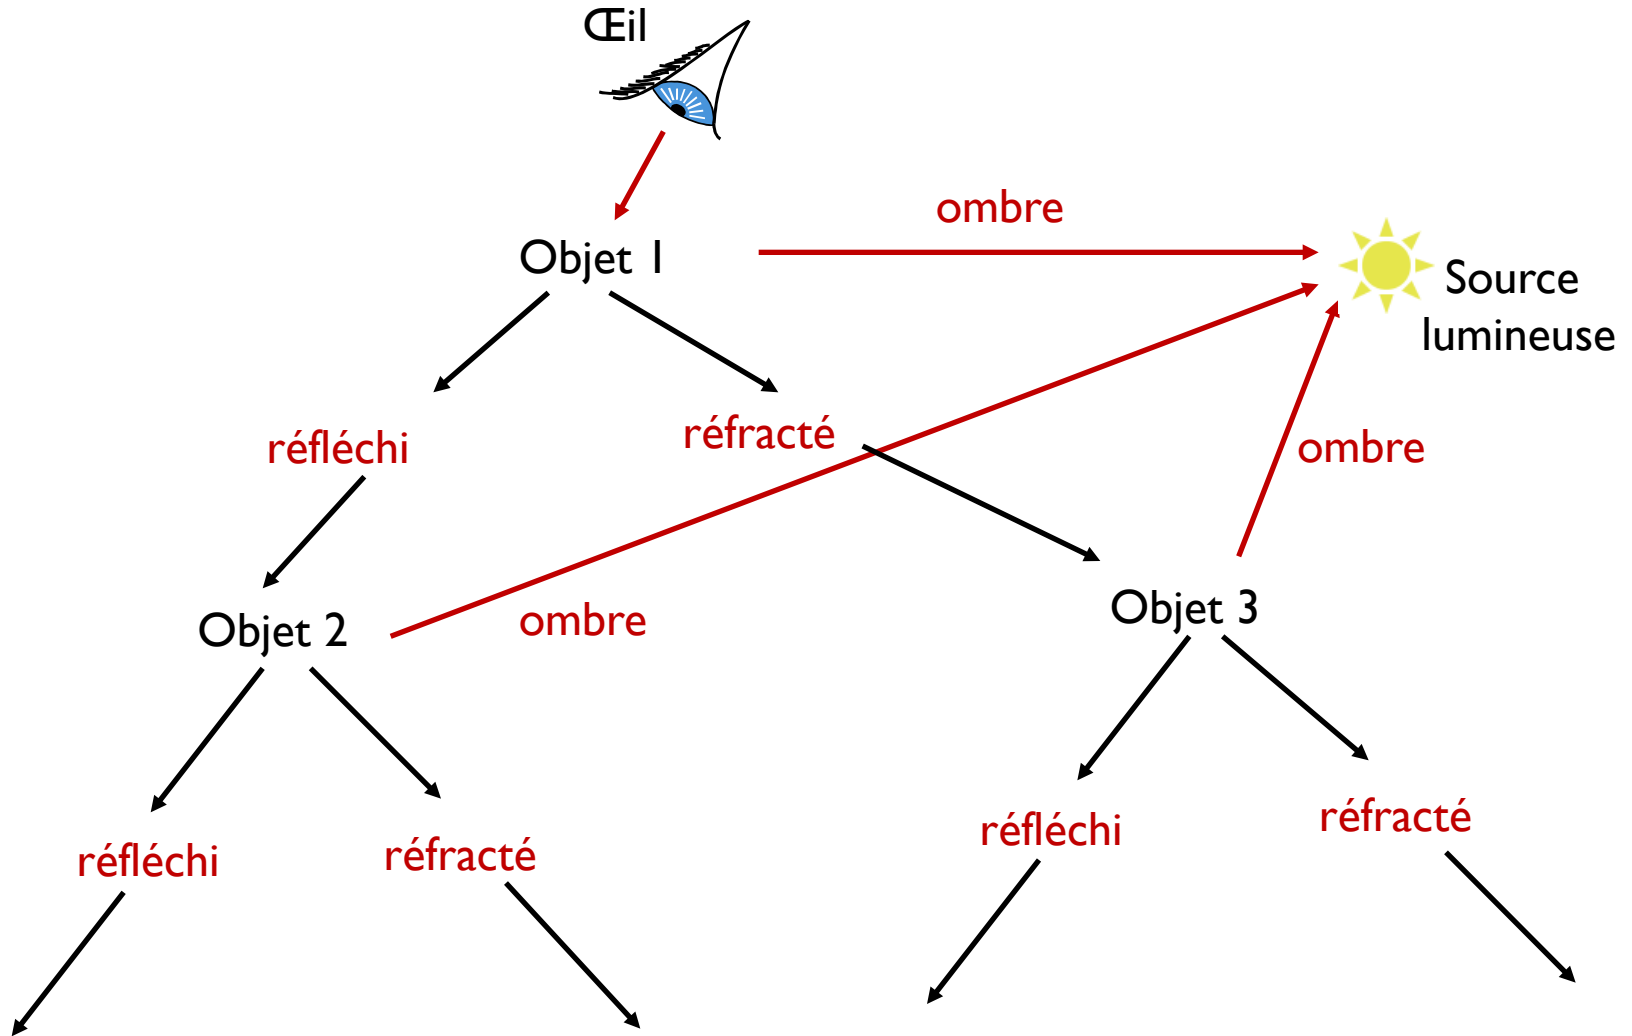 Œil
ombre
Objet 1
Source
lumineuse
réfléchi
réfracté
ombre
Objet 2
ombre
Objet 3
réfléchi
réfracté
réfléchi
réfracté